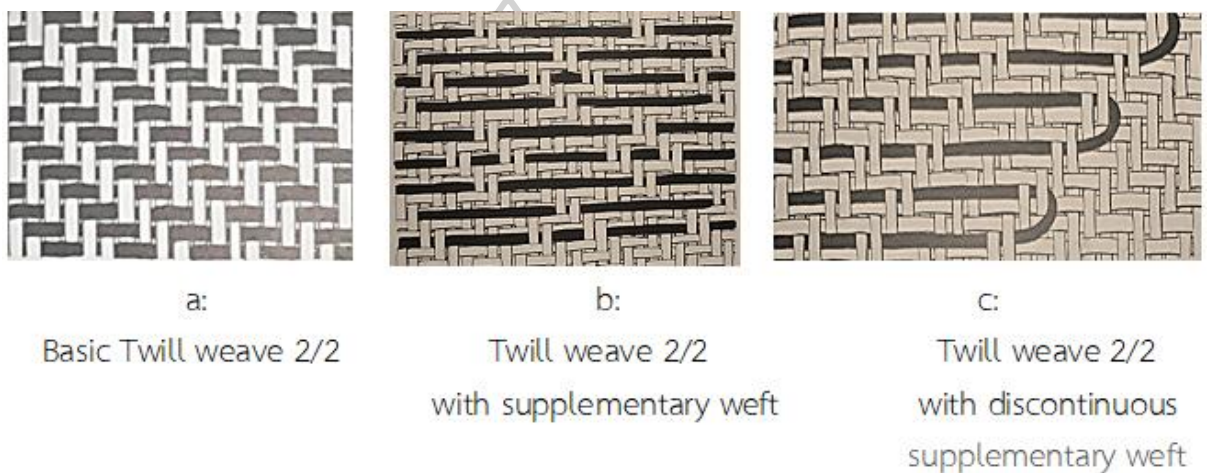 a:
Basic Twill weave 2/2
b:
Twill weave 2/2
with supplementary weft
c:
Twill weave 2/2
with discontinuous
supplementary weft